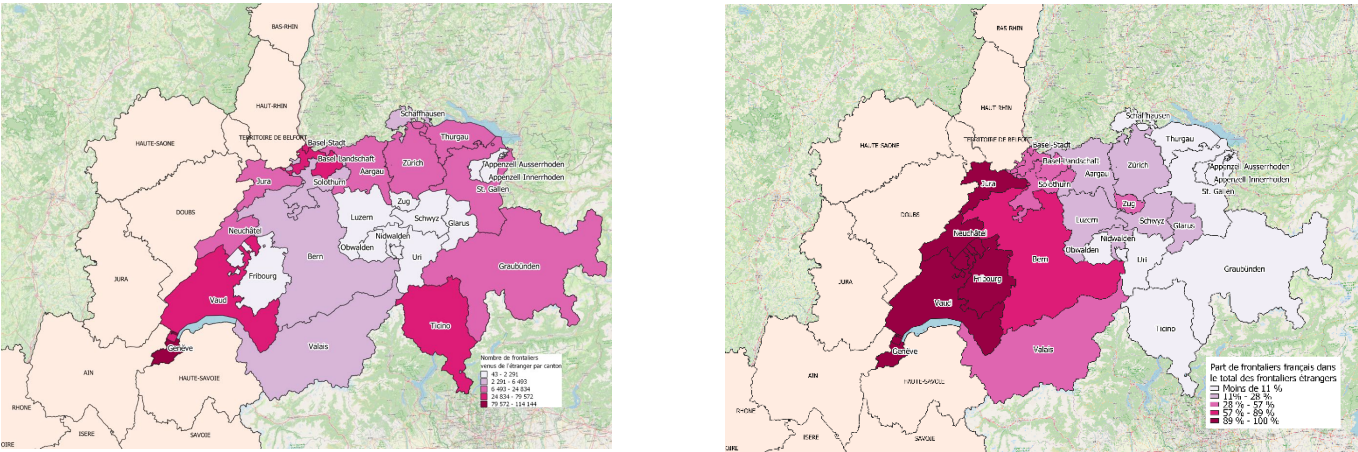 BAS-RHIN
HAUT-RHIN
TERRITOIRE DE BELFORT
HAUTE-SAONE
DOUBS
JURA
AIN
HAUTE-SAVOIE
RHONE
ISERE
SAVOIE
OIRE
Schaffhausen
Thurgau
Basel-Stadt
Basel-Landschaft
Zürich
Aargau
Jura
Solothurn
Appenzell Ausserrhoden
Appenzell Innerrhoden
St. Gallen
Zug
Luzern
Schwyz
Glarus
Neuchâtel
Nidwalden
Obwalden
Bern
Uri
Fribourg
Graubünden
Vaud
Ticino
Genève
Valais
Nombre de frontaliers
venus de l'étranger par canton
43 - 2 291
2 291 - 6 493
6 493 - 24 834
24 834 - 79 572
79 572 - 114 144
BAS-RHIN
HAUT-RHIN
TERRITOIRE DE BELFORT
HAUTE-SAONE
DOUBS
JURA
AIN
HAUTE-SAVOIE
RHONE
ISERE
SAVOIE
OIRE
Schaffhausen
Thurgau
Basel-Stadt
Basel-Landschaft
Zürich
Aargau
Jura
Solothurn
Appenzell Ausserrhoden
Appenzell Innerrhoden
St. Gallen
Zug
Luzern
Schwyz
Glarus
Neuchâtel
Nidwalden
Obwalden
Bern
Uri
Fribourg
Graubünden
Vaud
Ticino
Genève
Valais
Part de frontaliers français dans
le total des frontaliers étrangers
Moins de 11 %
11% - 28 %
28 % - 57 %
57 % - 89 %
89 % - 100 %